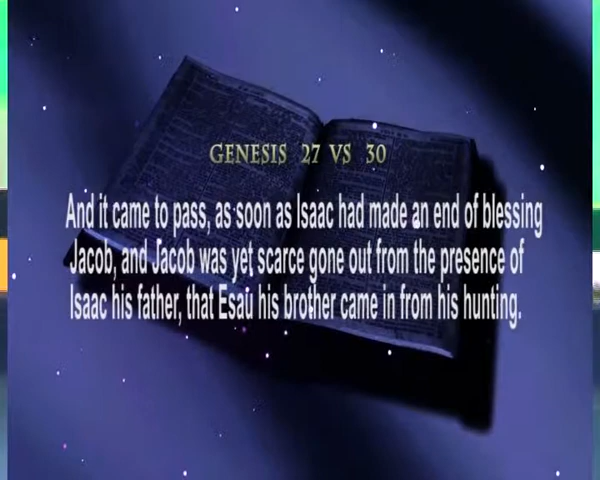 GENESIS 27 VS 30
And it came to pass, as soon as Isaac had made an end of blessing
Jacob, and Jacob was yet scarce gone out from the presence of
Isaac his father, that Esau his brother came in from his hunting.